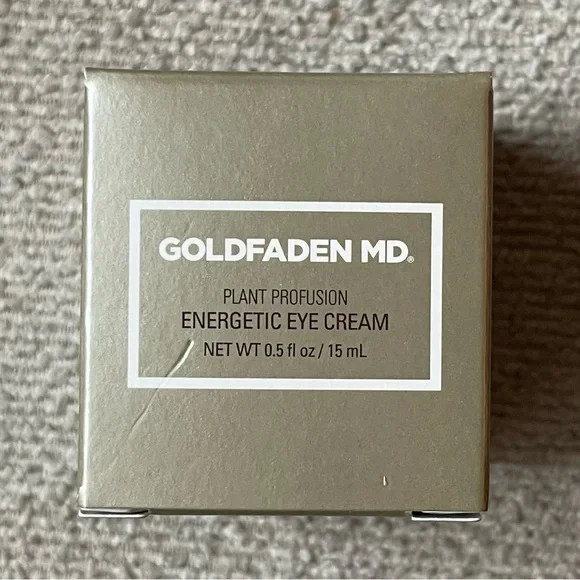 GOLDFADEN MD®
PLANT PROFUSION
ENERGETIC EYE CREAM
NET WT 0.5 fl oz / 15 mL